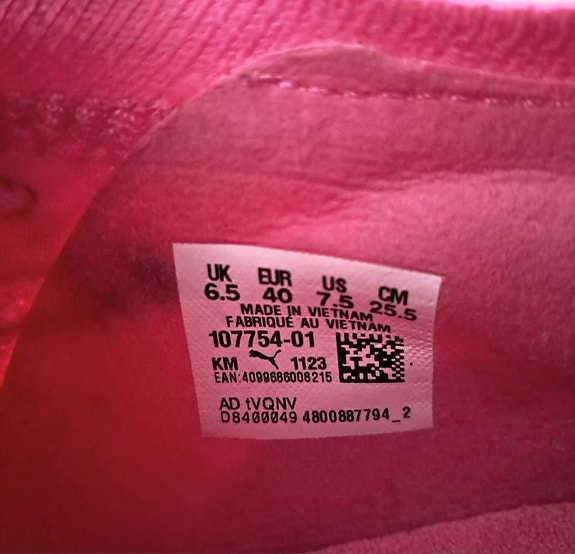 UK EUR US CM
6.5 40 7.5 25.5
MADE IN VIETNAM
FABRIQUÉ AU VIETNAM
107754-01
KM 1123
EAN:4099686008215
AD tVQNV
D8400049 4800887794_2